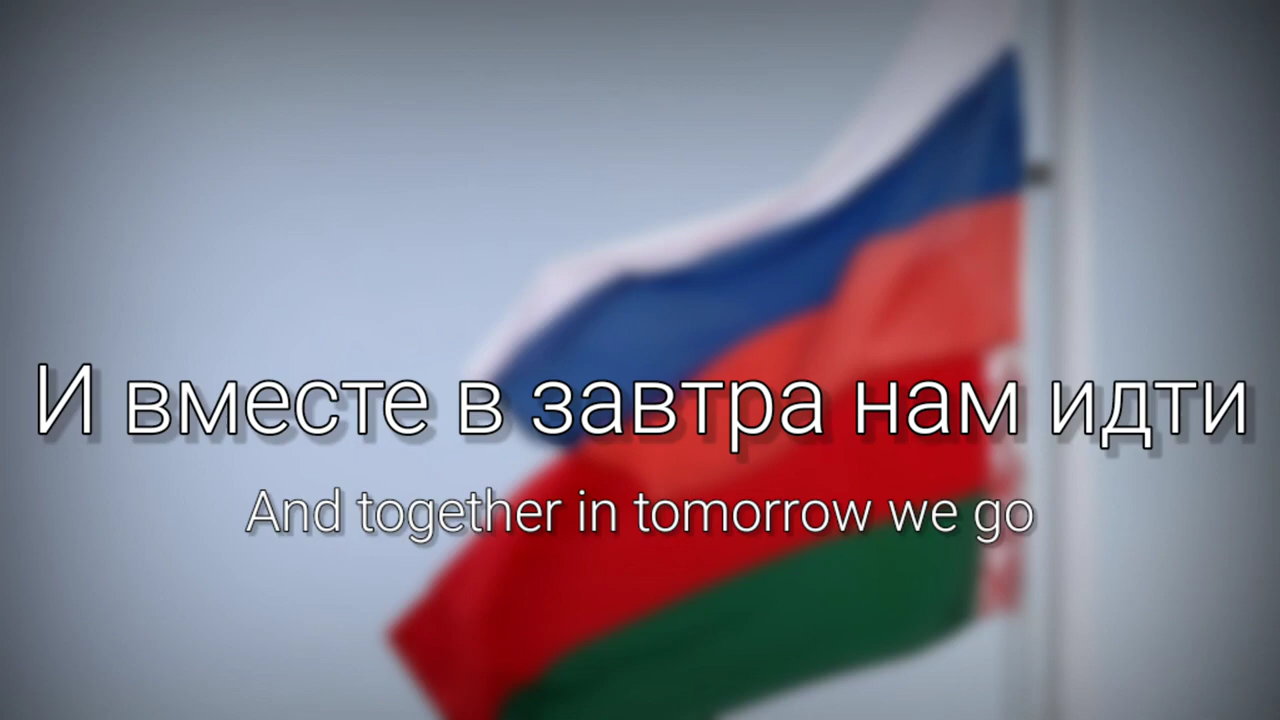 И вместе в завтра нам идти
And together in tomorrow we go